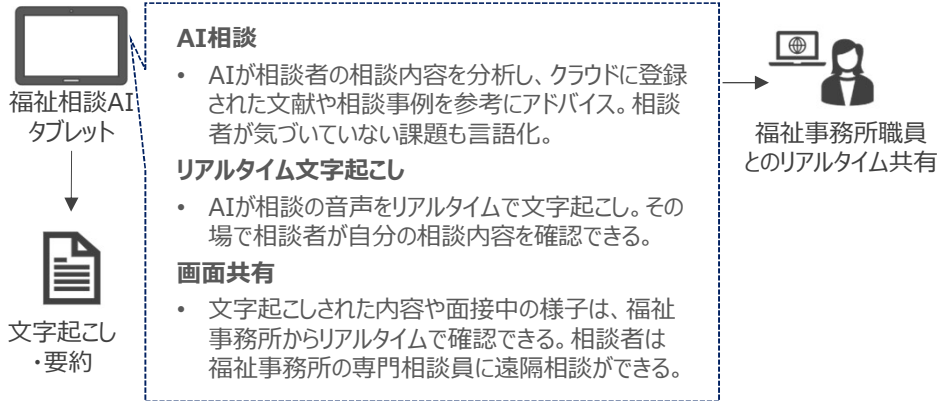 福祉相談AI
タブレット
文字起こし
・要約
AI相談
• AIが相談者の相談内容を分析し、クラウドに登録
された文献や相談事例を参考にアドバイス。相談
者が気づいていない課題も言語化。
リアルタイム文字起こし
• AIが相談の音声をリアルタイムで文字起こし。その
場で相談者が自分の相談内容を確認できる。
画面共有
• 文字起こしされた内容や面接中の様子は、福祉
事務所からリアルタイムで確認できる。相談者は
福祉事務所の専門相談員に遠隔相談ができる。
福祉事務所職員
とのリアルタイム共有